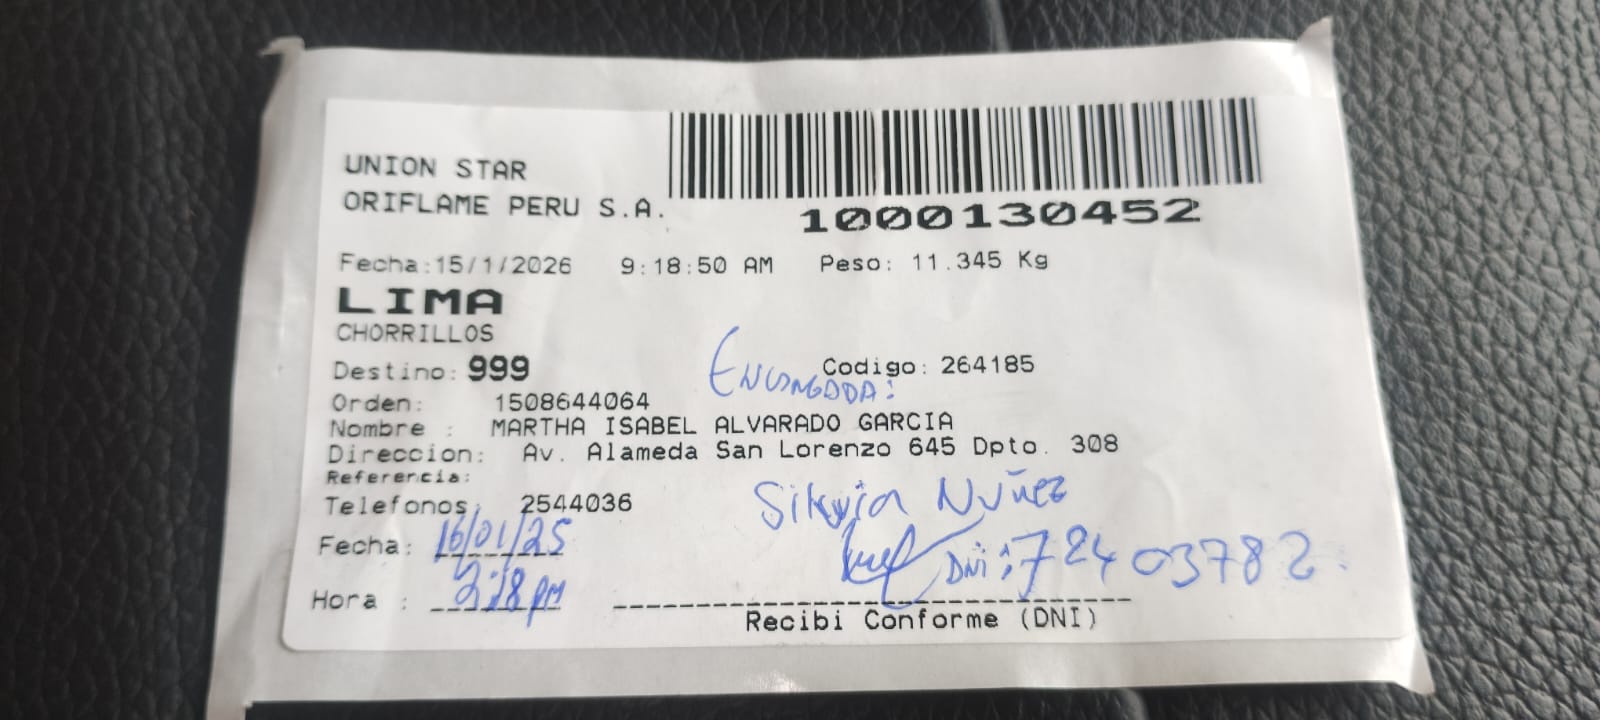 UNION STAR
ORIFLAME PERU S.A.
1000130452
Fecha:15/1/2026 9:18:50 AM Peso: 11.345 Kg
LIMA
CHORRILLOS
Destino: 999 Codigo: 264185
Encargada:
Orden: 1508644064
Nombre : MARTHA ISABEL ALVARADO GARCIA
Direccion: Av. Alameda San Lorenzo 645 Dpto. 308
Referencia:
Telefonos: 2544036
Silvia Nuñez
Fecha: 16/01/25
DNI: 72403782
Hora : :18 PM
Recibi Conforme (DNI)